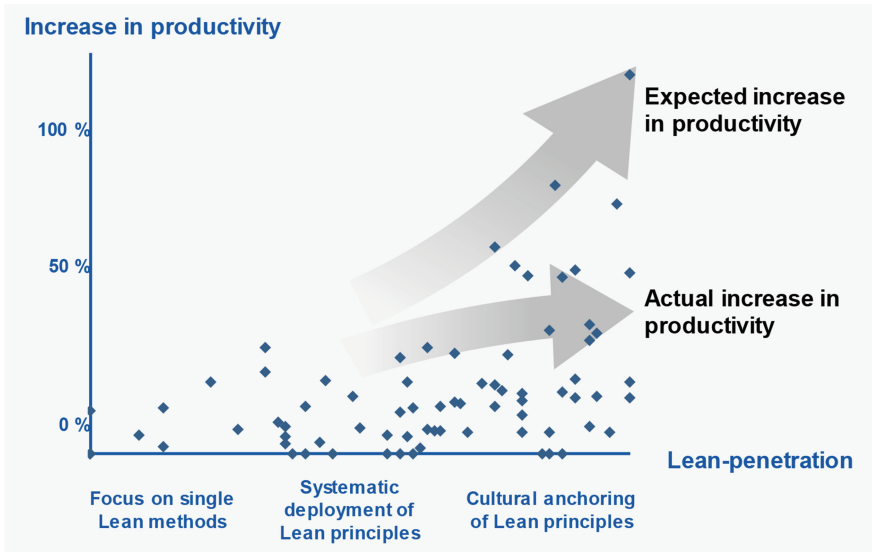 Increase in productivity
100 %
Expected increase
in productivity
50 %
Actual increase in
productivity
0 %
Lean-penetration
Focus on single
Lean methods
Systematic
deployment of
Lean principles
Cultural anchoring
of Lean principles